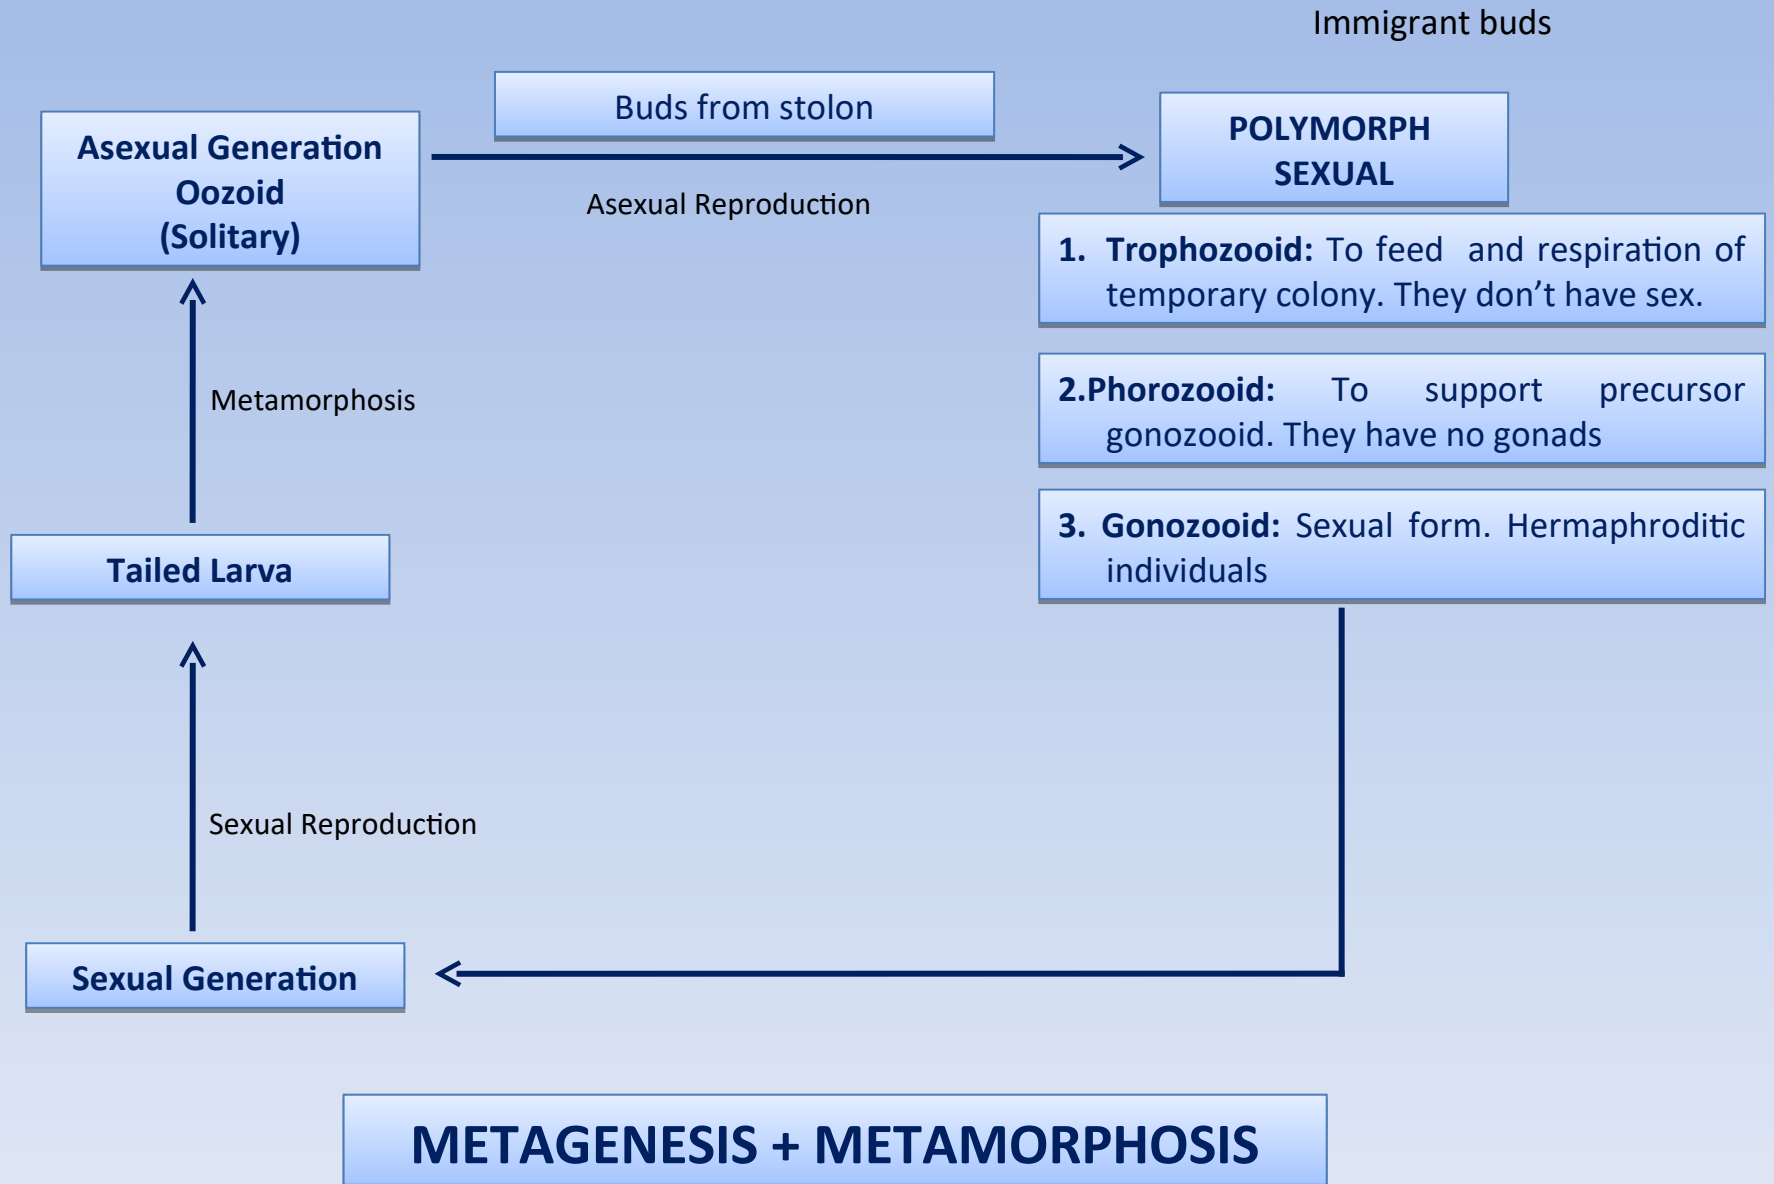 Immigrant buds
Buds from stolon
Asexual Generation
Oozoid
(Solitary)
POLYMORPH
SEXUAL
Asexual Reproduction
1. Trophozooid: To feed and respiration of
temporary colony. They don’t have sex.
2.Phorozooid: To support precursor
gonozooid. They have no gonads
Metamorphosis
3. Gonozooid: Sexual form. Hermaphroditic
individuals
Tailed Larva
Sexual Reproduction
Sexual Generation
METAGENESIS + METAMORPHOSIS